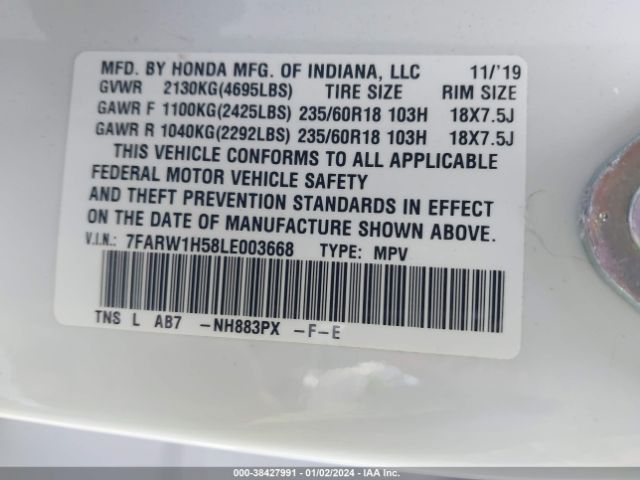 MFD. BY HONDA MFG. OF INDIANA, LLC 11/'19
GVWR 2130KG(4695LBS) TIRE SIZE RIM SIZE
GAWR F 1100KG(2425LBS) 235/60R18 103H 18X7.5J
GAWR R 1040KG(2292LBS) 235/60R18 103H 18X7.5J
THIS VEHICLE CONFORMS TO ALL APPLICABLE
FEDERAL MOTOR VEHICLE SAFETY
AND THEFT PREVENTION STANDARDS IN EFFECT
ON THE DATE OF MANUFACTURE SHOWN ABOVE.
V.I.N.: 7FARW1H58LE003668 TYPE: MPV
TNS L AB7 -NH883PX -F-E
000-38427991 - 01/02/2024 - IAAI.COM